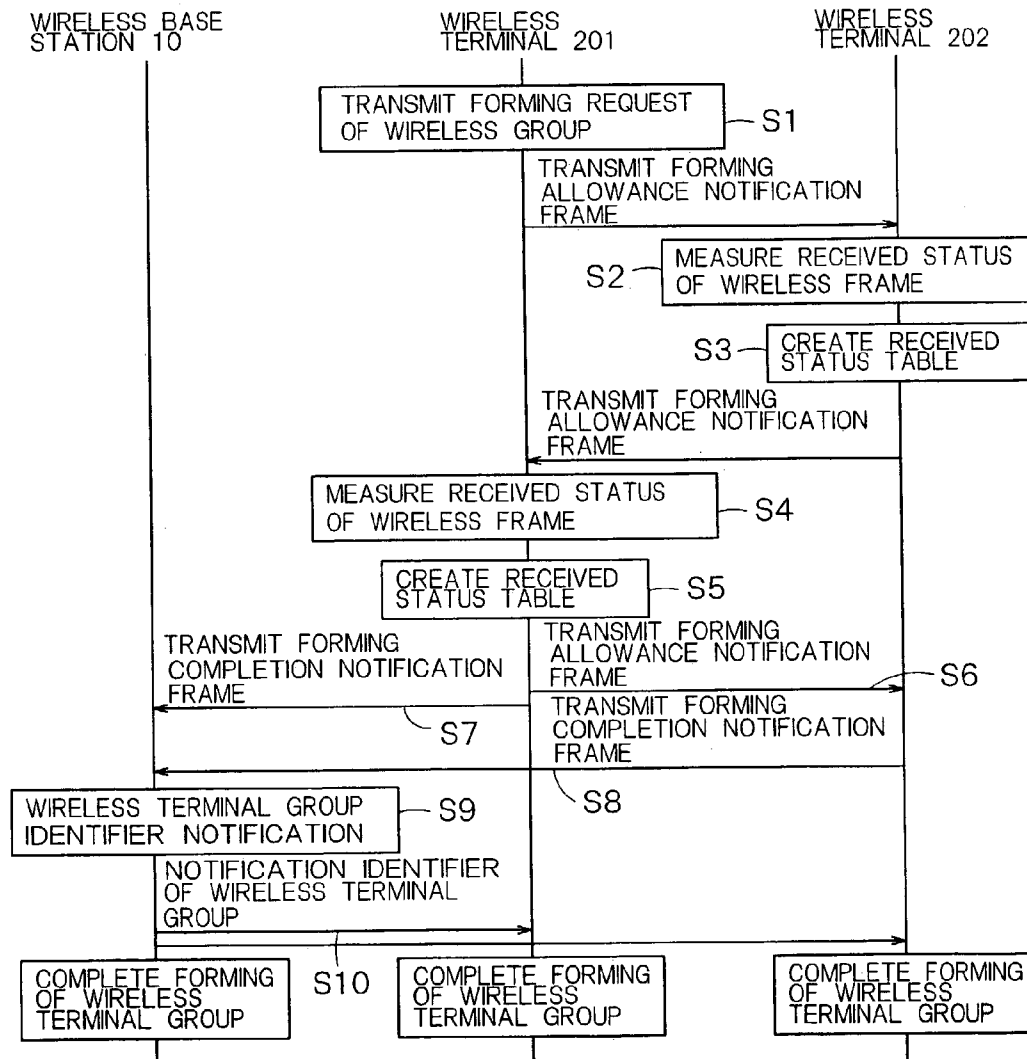 WIRELESS BASE
STATION 10
WIRELESS
TERMINAL 201
WIRELESS
TERMINAL 202
TRANSMIT FORMING REQUEST
OF WIRELESS GROUP
S1
TRANSMIT FORMING
ALLOWANCE NOTIFICATION
FRAME
S2
MEASURE RECEIVED STATUS
OF WIRELESS FRAME
S3
CREATE RECEIVED
STATUS TABLE
TRANSMIT FORMING
ALLOWANCE NOTIFICATION
FRAME
MEASURE RECEIVED STATUS
OF WIRELESS FRAME
S4
CREATE RECEIVED
STATUS TABLE
S5
TRANSMIT FORMING
COMPLETION NOTIFICATION
FRAME
S7
TRANSMIT FORMING
ALLOWANCE NOTIFICATION
FRAME
S6
TRANSMIT FORMING
COMPLETION NOTIFICATION
FRAME
S8
WIRELESS TERMINAL GROUP
IDENTIFIER NOTIFICATION
S9
NOTIFICATION IDENTIFIER
OF WIRELESS TERMINAL
GROUP
S10
COMPLETE FORMING
OF WIRELESS
TERMINAL GROUP
COMPLETE FORMING
OF WIRELESS
TERMINAL GROUP
COMPLETE FORMING
OF WIRELESS
TERMINAL GROUP